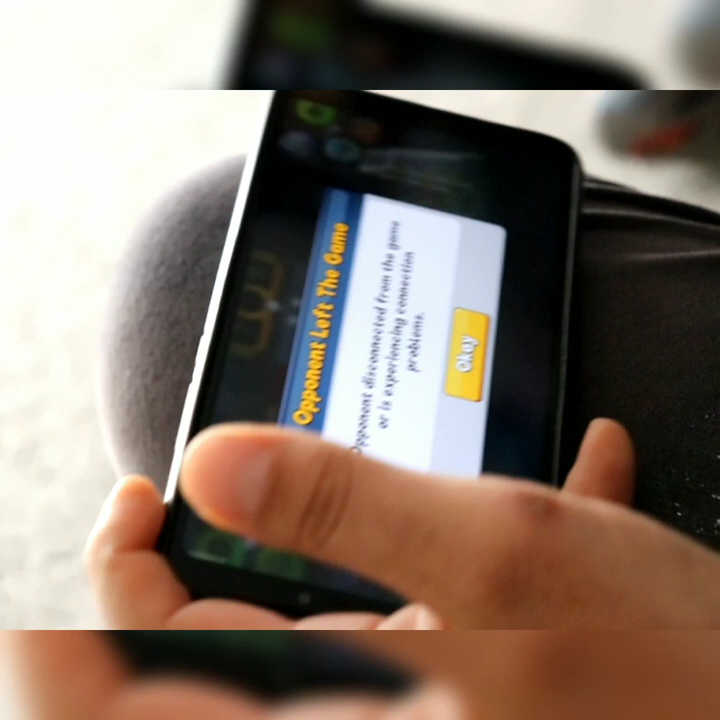 Opponent Left The Game
Opponent disconnected from the game
or is experiencing connection
problems.
Okay